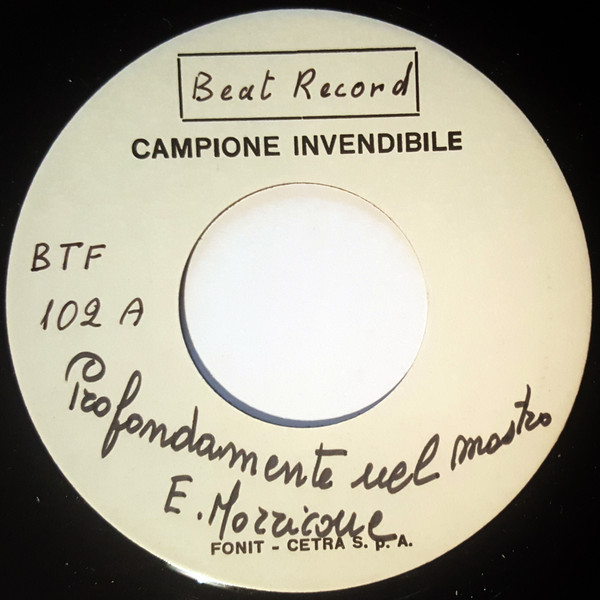 Beat Record
CAMPIONE INVENDIBILE
BTF
102 A
Profondamente nel mostro
E. Morricone
FONIT - CETRA S. p. A.